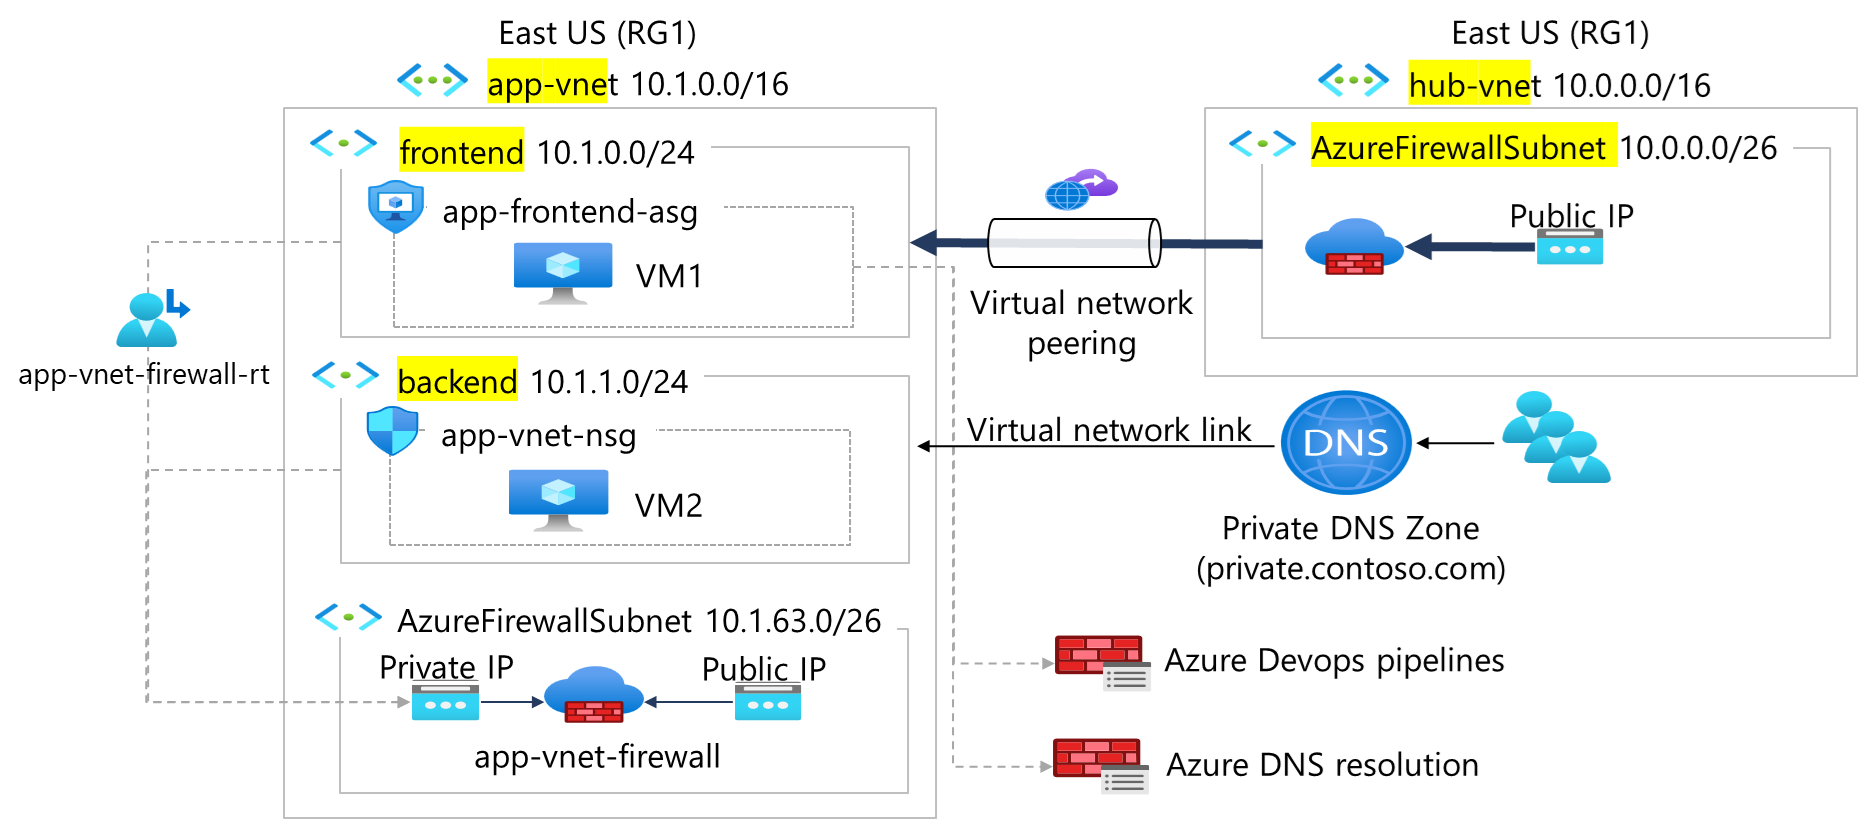 East US (RG1)
app-vnet 10.1.0.0/16
frontend 10.1.0.0/24
app-frontend-asg
VM1
app-vnet-firewall-rt
backend 10.1.1.0/24
app-vnet-nsg
VM2
AzureFirewallSubnet 10.1.63.0/26
Private IP
Public IP
app-vnet-firewall
East US (RG1)
hub-vnet 10.0.0.0/16
AzureFirewallSubnet 10.0.0.0/26
Public IP
Virtual network
peering
Virtual network link
DNS
Private DNS Zone
(private.contoso.com)
Azure Devops pipelines
Azure DNS resolution